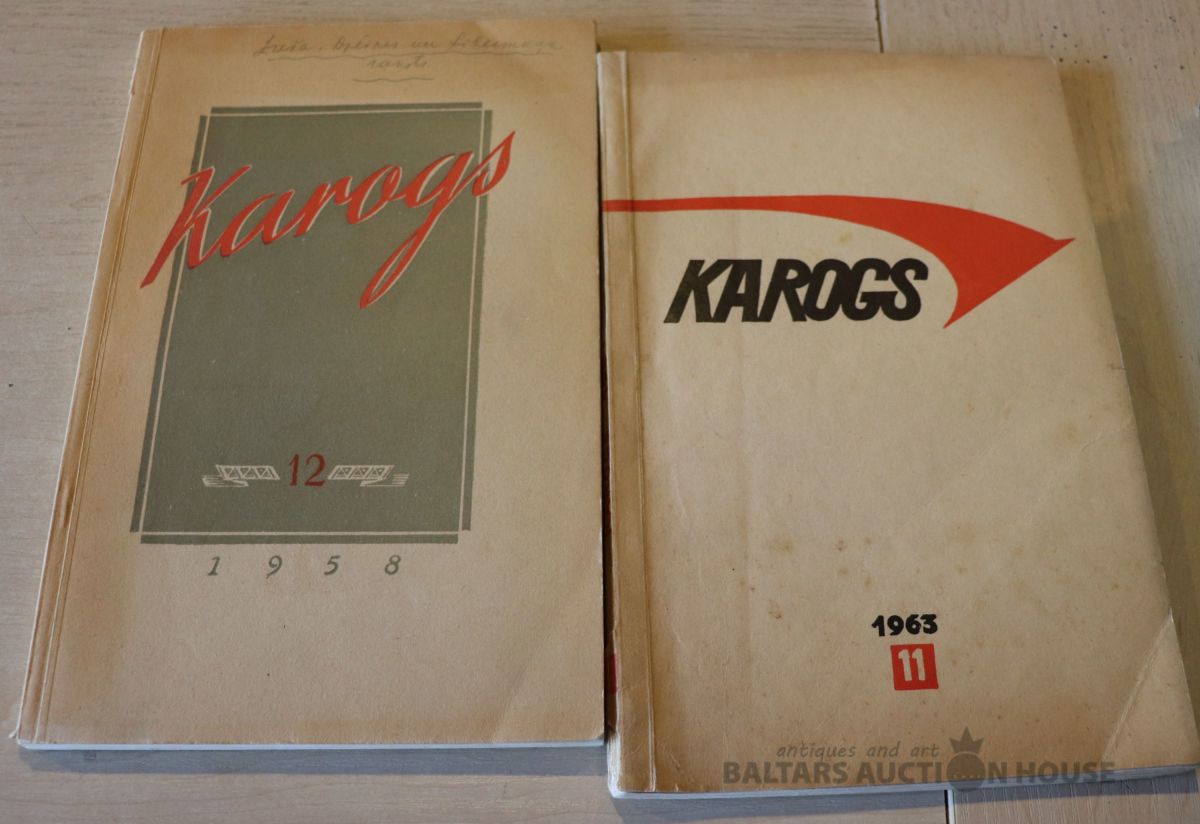 Karogs
12
1958
KAROGS
1963
11
antiques and art
BALTARS AUCTION HOUSE